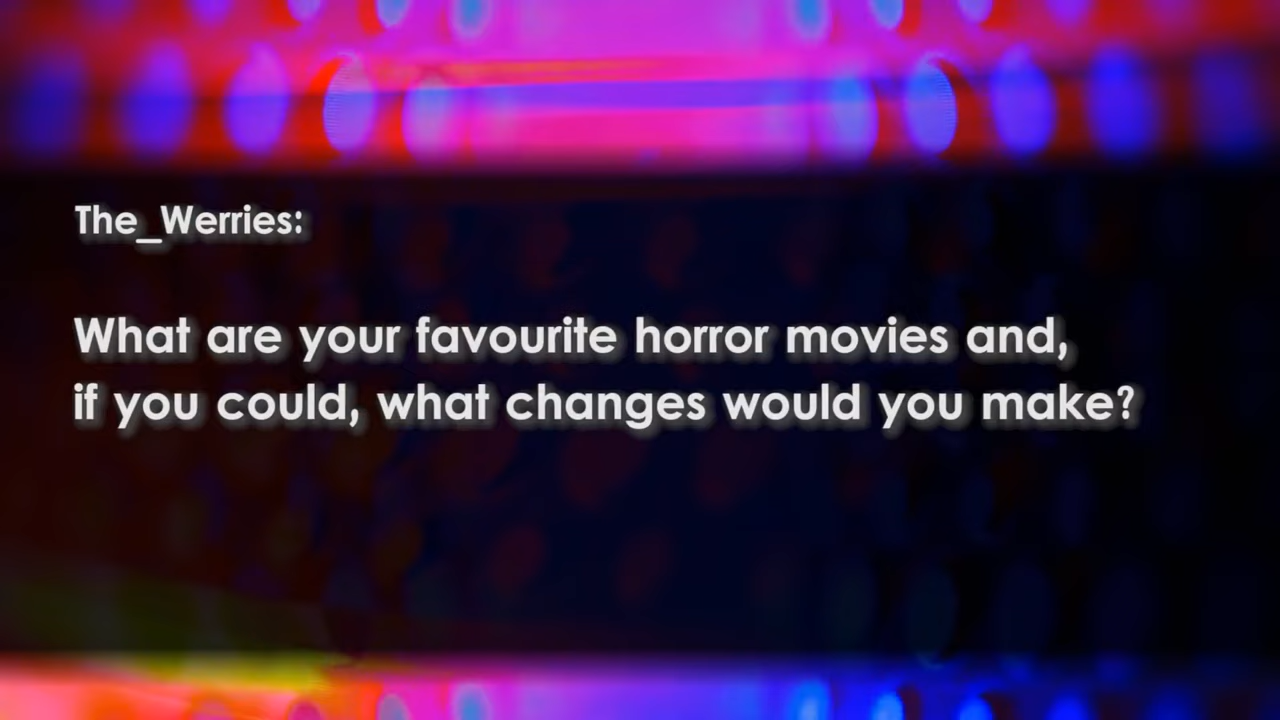 The_Werries:
What are your favourite horror movies and,
if you could, what changes would you make?